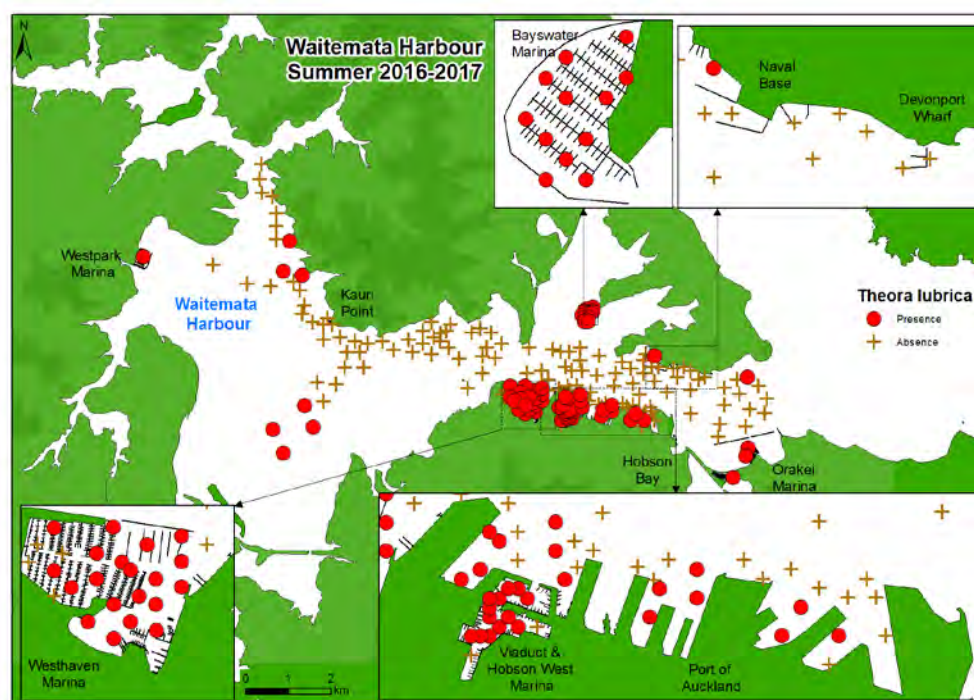 N
Waitemata Harbour
Summer 2016-2017
Bayswater
Marina
Naval
Base
Devonport
Wharf
Westpark
Marina
Waitemata
Harbour
Kauri
Point
Theora lubrica
Presence
Absence
Hobson
Bay
Orakei
Marina
Westhaven
Marina
0 1 2
km
Viaduct &
Hobson West
Marina
Port of
Auckland